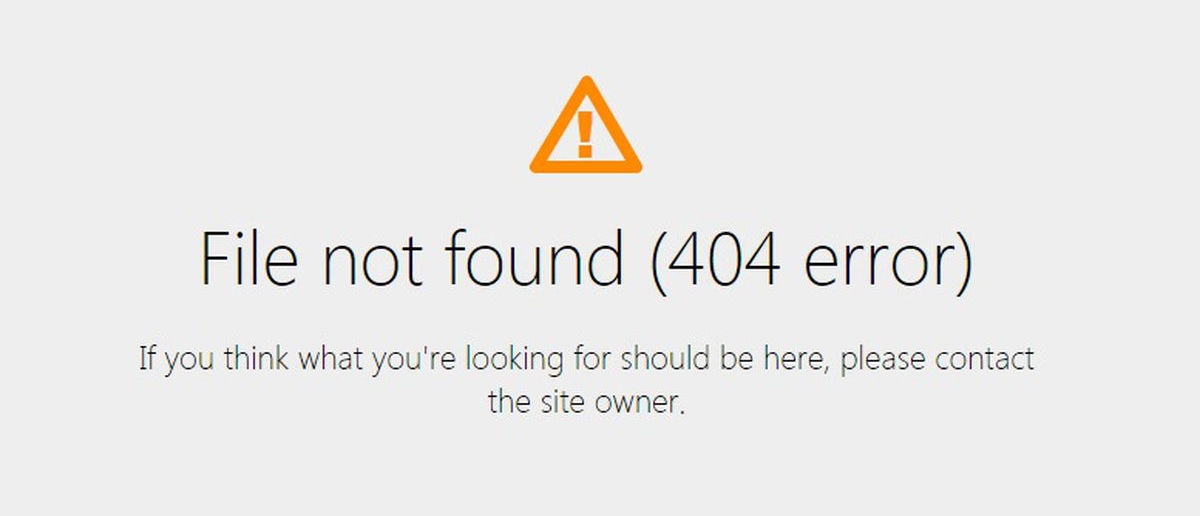 File not found (404 error)
If you think what you're looking for should be here, please contact
the site owner.